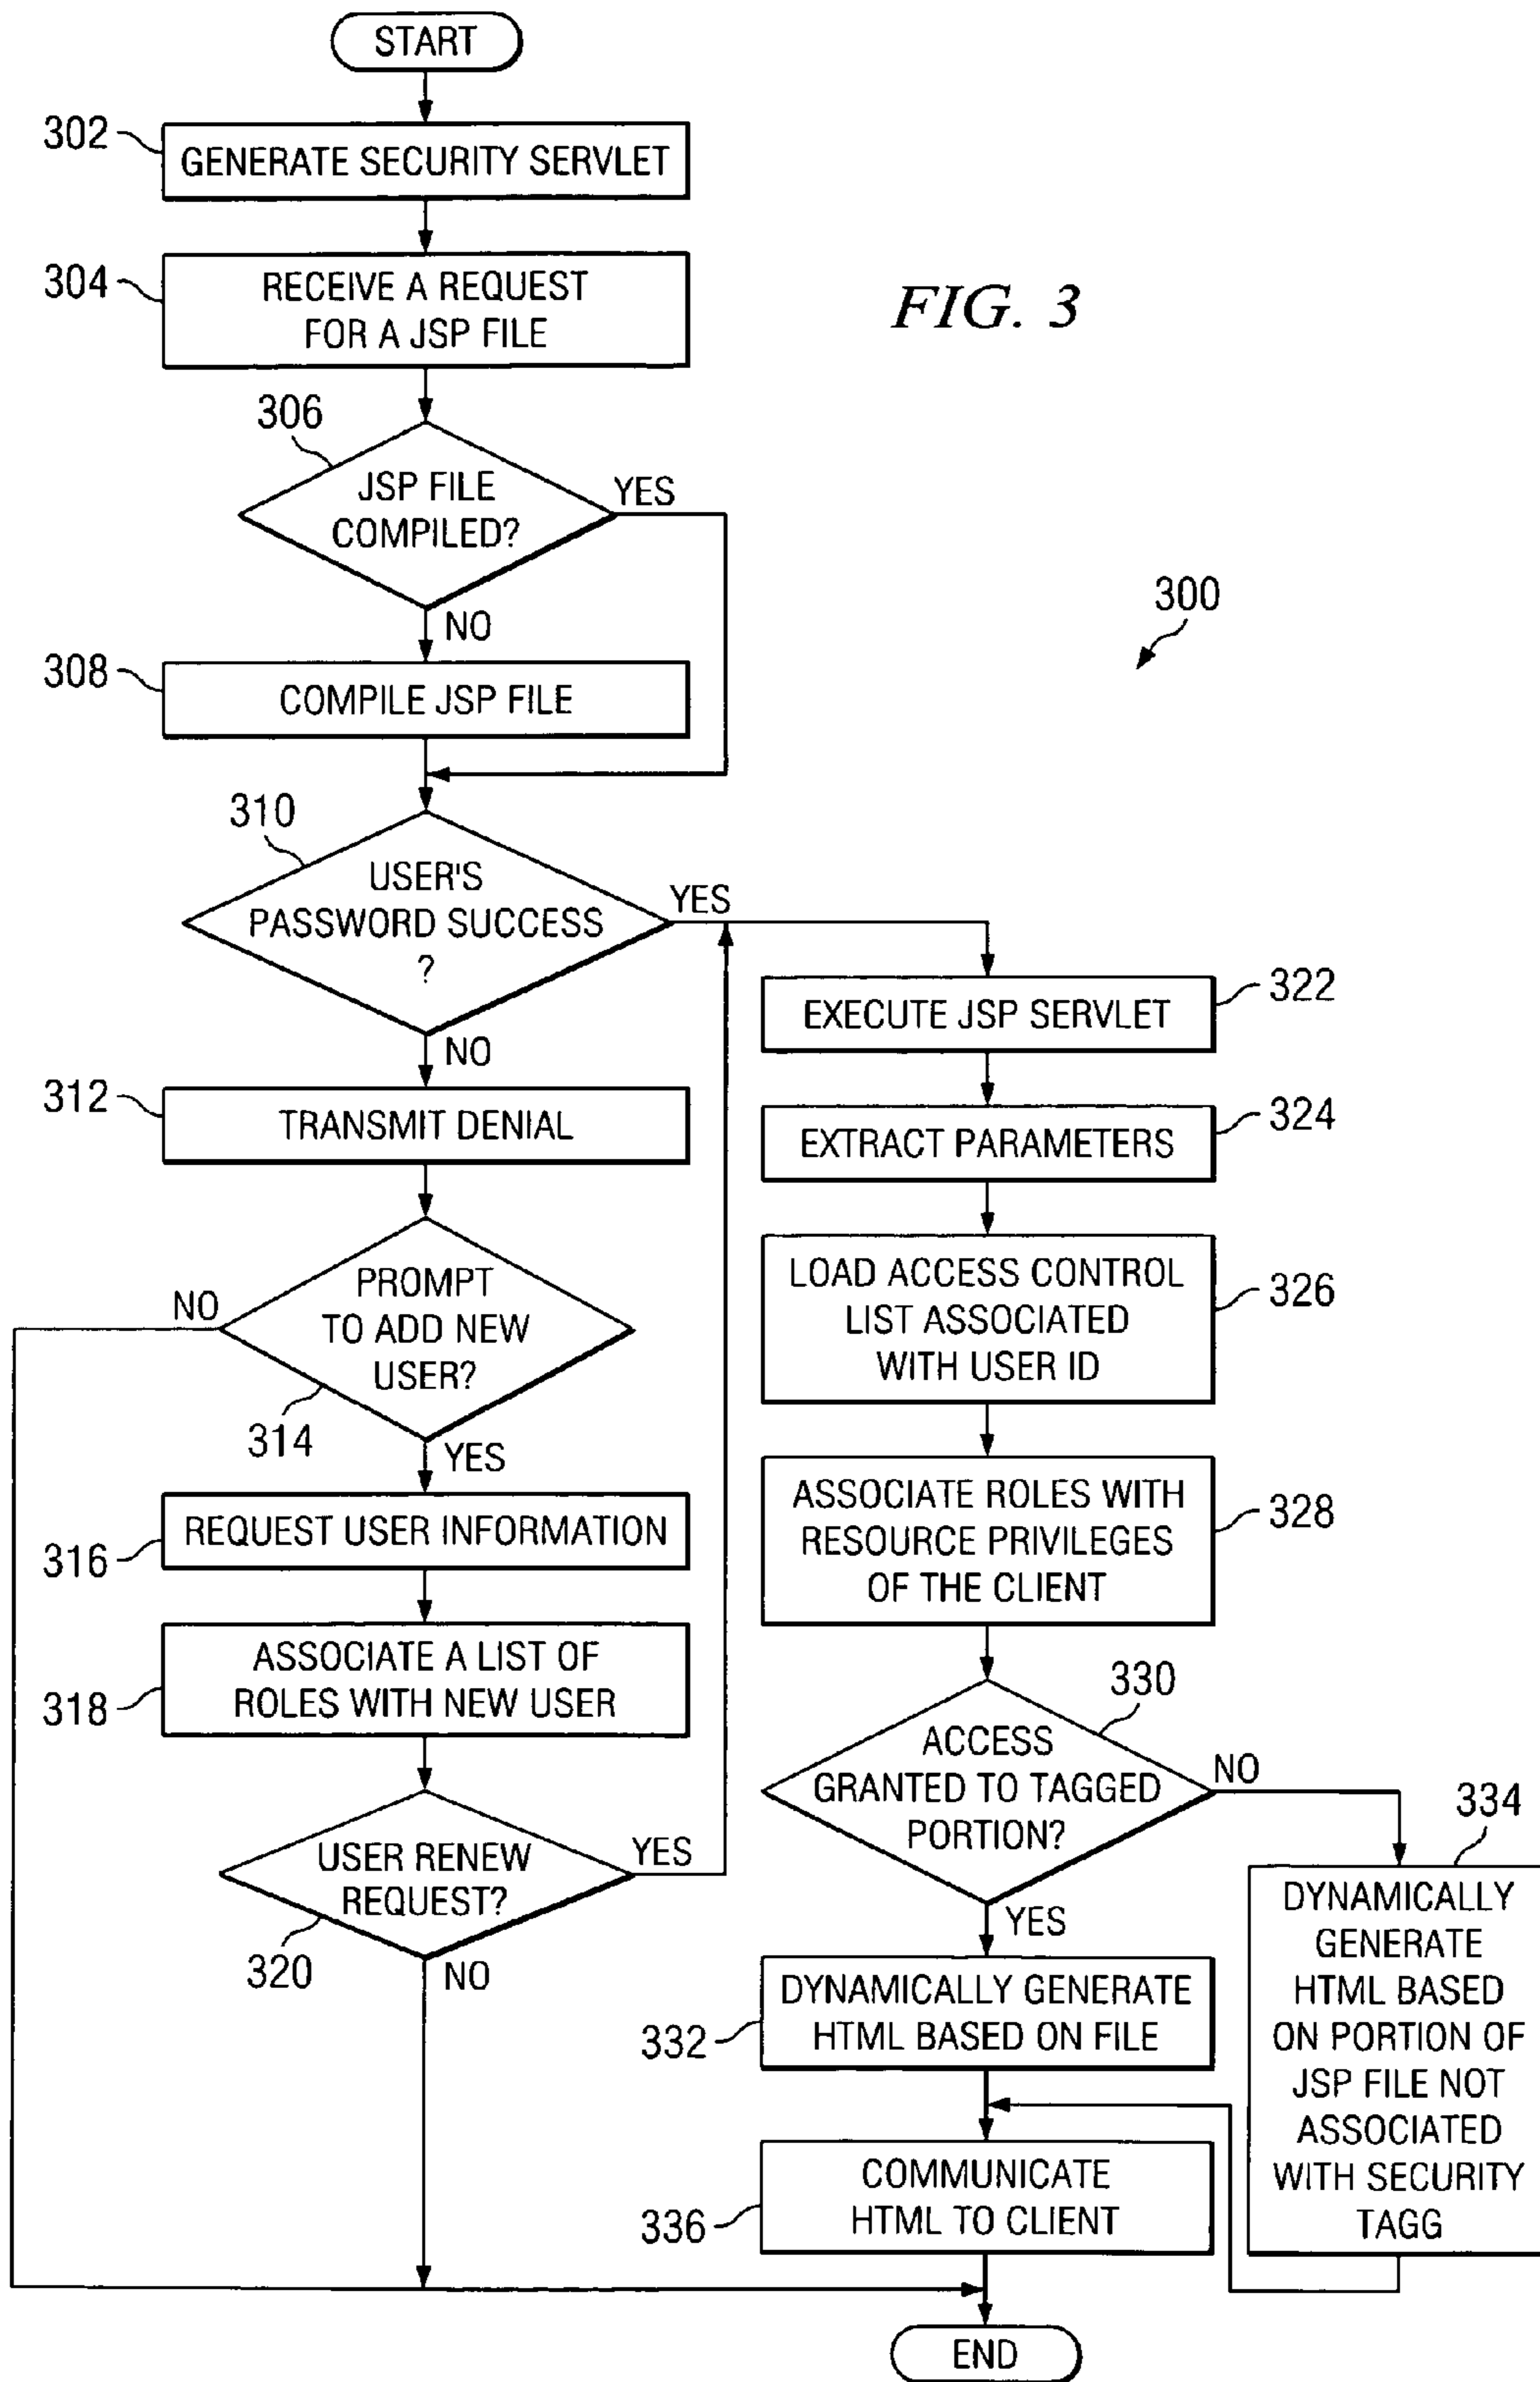 START
302
GENERATE SECURITY SERVLET
304
RECEIVE A REQUEST
FOR A JSP FILE
FIG. 3
306
JSP FILE
COMPILED?
YES
NO
300
308
COMPILE JSP FILE
310
USER'S
PASSWORD SUCCESS
?
YES
NO
312
TRANSMIT DENIAL
PROMPT
TO ADD NEW
USER?
NO
314
YES
316
REQUEST USER INFORMATION
318
ASSOCIATE A LIST OF
ROLES WITH NEW USER
USER RENEW
REQUEST?
YES
320
NO
322
EXECUTE JSP SERVLET
324
EXTRACT PARAMETERS
326
LOAD ACCESS CONTROL
LIST ASSOCIATED
WITH USER ID
328
ASSOCIATE ROLES WITH
RESOURCE PRIVILEGES
OF THE CLIENT
330
ACCESS
GRANTED TO TAGGED
PORTION?
NO
YES
332
DYNAMICALLY GENERATE
HTML BASED ON FILE
334
DYNAMICALLY
GENERATE
HTML BASED
ON PORTION OF
JSP FILE NOT
ASSOCIATED
WITH SECURITY
TAGG
336
COMMUNICATE
HTML TO CLIENT
END